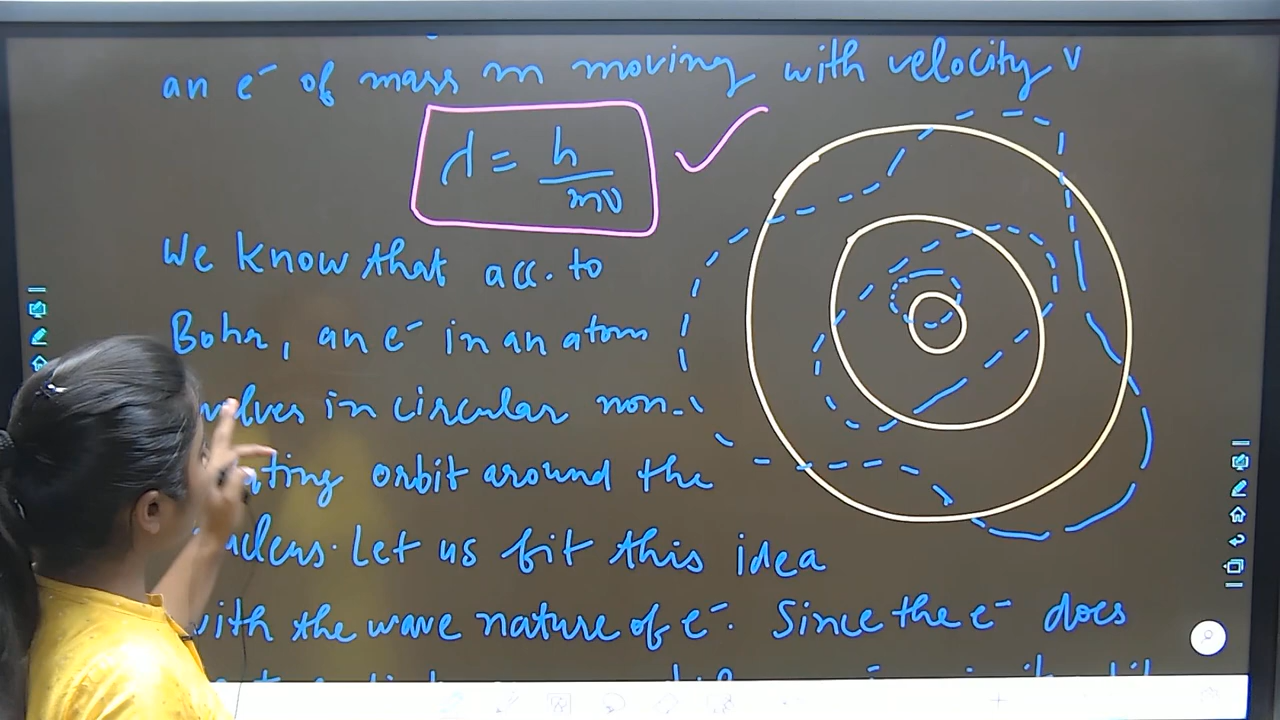 an e⁻ of mass m moving with velocity v
λ = h/mv
We know that acc. to
Bohr, an e⁻ in an atom
in circular non-
orbit around the
Let us fit this idea
with the wave nature of e⁻. Since the e⁻ does